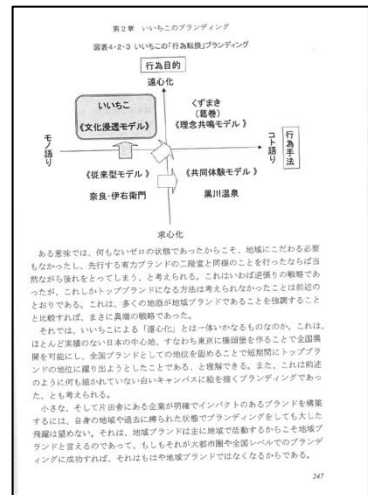 第2章 いいちこのブランディング
図表4・2・3 いいちこの「行為転換」ブランディング
行為目的
遠心化
いいちこ
《文化浸透モデル》
くずまき
(葛巻)
《理念共鳴モデル》
モノ語り
コト語り
行為手法
《従来型モデル》
奈良・伊右衛門
《共同体験モデル》
黒川温泉
求心化
ある意味では、何もないゼロの状態であったからこそ、地域にこだわる必要
もなかったし、先行する有力ブランドの二階堂と同様のことを行ったならば当
然ながら後れをとってしまう、と考えられる。これはいわば逆張りの戦略であ
ったが、これしかトップブランドになる方法は考えられなかったことは前述の
とおりである。これは、多くの地酒が地域ブランドであることを強調すること
と比較すれば、まさに異端の戦略であった。
それでは、いいちこによる「遠心化」とは一体いかなるものなのか。これは、
ほとんど実績のない日本の中心地、すなわち東京に橋頭堡を作ることで全国展
開を可能にし、全国ブランドとしての地位を固めることで短期間にトップブラ
ンドの地位に躍り出ようとしたことである、と理解できる。また、これは前述
のように何も描かれていない白いキャンバスに絵を描くブランディングであっ
た、とも考えられる。
小さな、そして片田舎にある企業が明確でインパクトのあるブランドを構築
するには、自身の地域や過去に縛られた状態でブランディングをしても大した
飛躍は望めない。それは、地域ブランドは主に地域で活動するからこそ地域ブ
ランドと言えるのであって、もしもそれが大都市圏や全国レベルでのブランデ
ィングに成功すれば、それはもはや地域ブランドではなくなるからである。
247